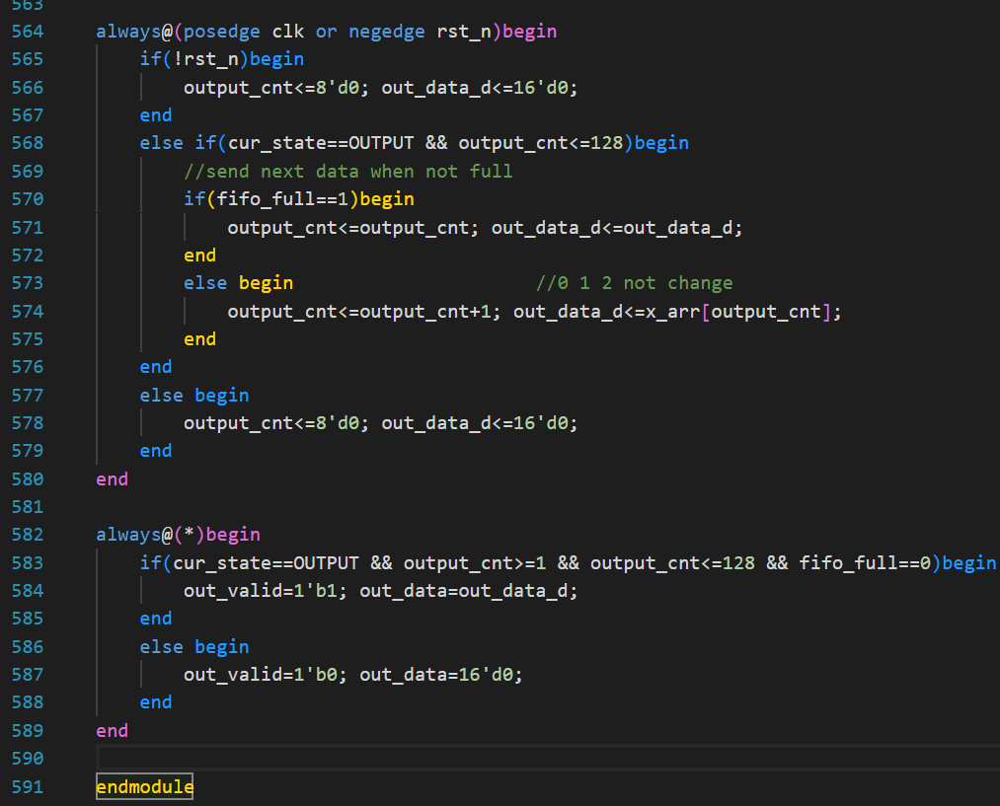 563
564 always@(posedge clk or negedge rst_n)begin
565 if(!rst_n)begin
566 output_cnt<=8'd0; out_data_d<=16'd0;
567 end
568 else if(cur_state==OUTPUT && output_cnt<=128)begin
569 //send next data when not full
570 if(fifo_full==1)begin
571 output_cnt<=output_cnt; out_data_d<=out_data_d;
572 end
573 else begin //0 1 2 not change
574 output_cnt<=output_cnt+1; out_data_d<=x_arr[output_cnt];
575 end
576 end
577 else begin
578 output_cnt<=8'd0; out_data_d<=16'd0;
579 end
580 end
581
582 always@(*)begin
583 if(cur_state==OUTPUT && output_cnt>=1 && output_cnt<=128 && fifo_full==0)begin
584 out_valid=1'b1; out_data=out_data_d;
585 end
586 else begin
587 out_valid=1'b0; out_data=16'd0;
588 end
589 end
590
591 endmodule